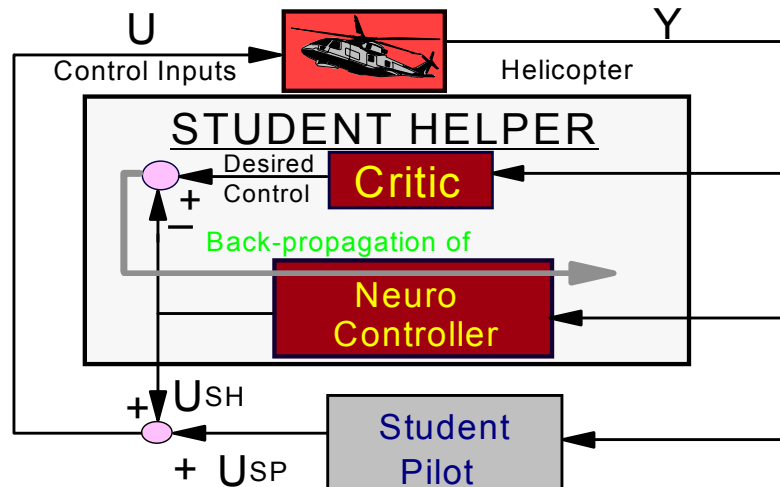 U
Y
Control Inputs
Helicopter
STUDENT HELPER
Desired
Control
Critic
+
−
Back-propagation of
Neuro
Controller
+
USH
+ USP
Student
Pilot